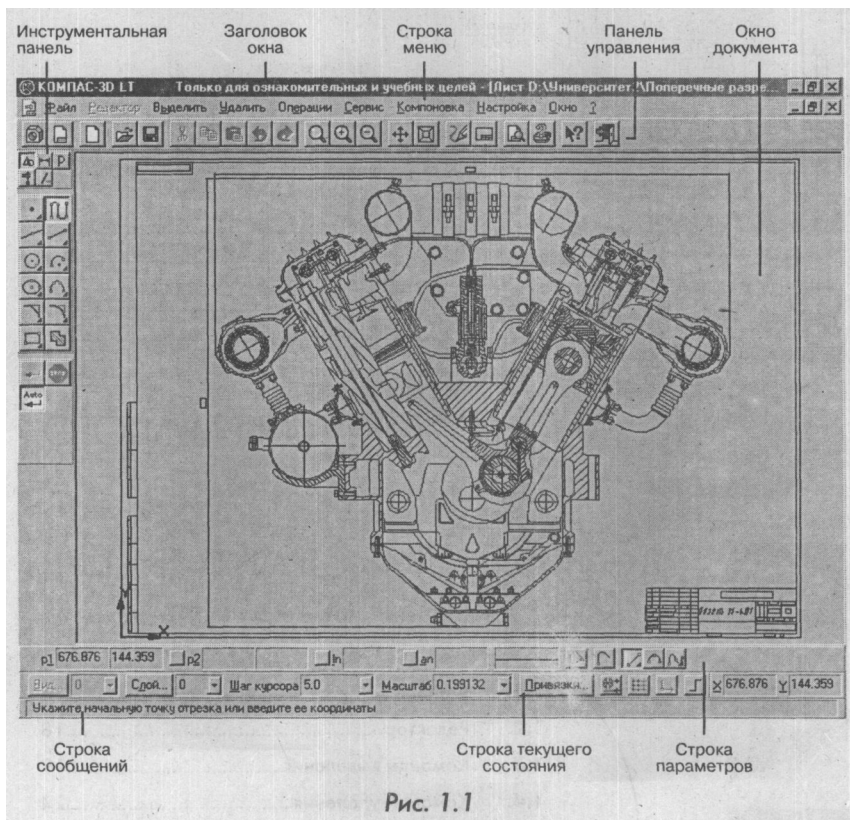 Инструментальная панель
Заголовок окна
Строка меню
Панель управления
Окно документа
КОМПАС-3D LT Только для ознакомительных и учебных целей - [Лист D:\Университет.\Поперечные разре...
Файл Редактор Выделить Удалить Операции Сервис Компоновка Настройка Окно ?
Auto
Y
X
p1 676.876 144.359 p2 ln an
Вид... 0 Слой... 0 Шаг курсора 5.0 Масштаб 0.199132 Привязки... X 676.876 Y 144.359
Укажите начальную точку отрезка или введите ее координаты
Строка сообщений
Строка текущего состояния
Строка параметров
Рис. 1.1